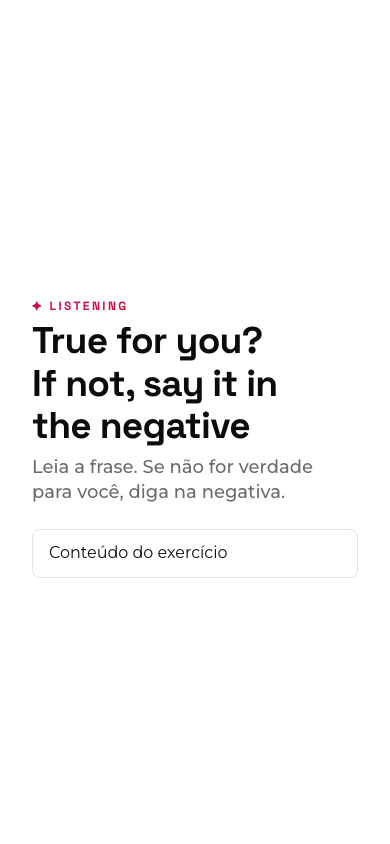 LISTENING
True for you?
If not, say it in
the negative
Leia a frase. Se não for verdade
para você, diga na negativa.
Conteúdo do exercício